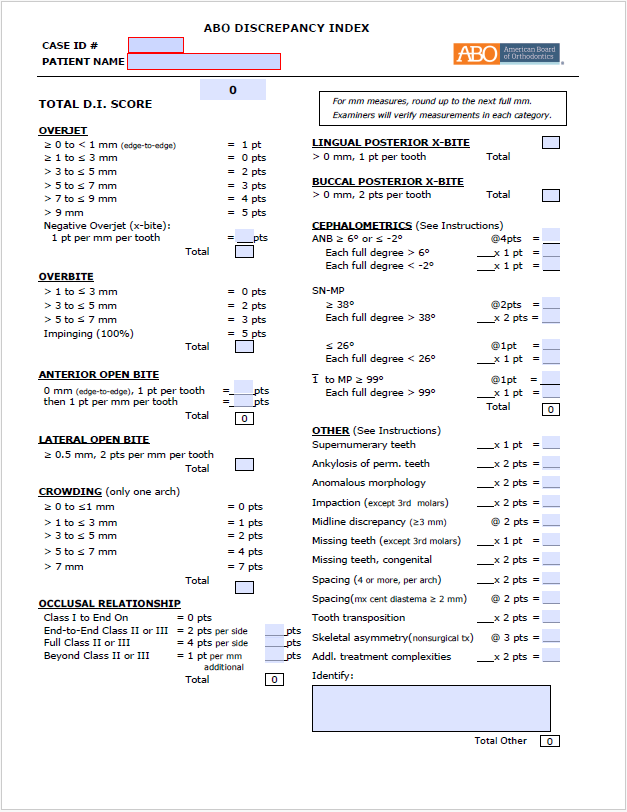 ABO DISCREPANCY INDEX
CASE ID #
PATIENT NAME
ABO American Board of Orthodontics
TOTAL D.I. SCORE 0
For mm measures, round up to the next full mm.
Examiners will verify measurements in each category.
OVERJET
≥ 0 to < 1 mm (edge-to-edge) = 1 pt
≥ 1 to ≤ 3 mm = 0 pts
> 3 to ≤ 5 mm = 2 pts
> 5 to ≤ 7 mm = 3 pts
> 7 to ≤ 9 mm = 4 pts
> 9 mm = 5 pts
Negative Overjet (x-bite):
1 pt per mm per tooth =___pts
Total
OVERBITE
> 1 to ≤ 3 mm = 0 pts
> 3 to ≤ 5 mm = 2 pts
> 5 to ≤ 7 mm = 3 pts
Impinging (100%) = 5 pts
Total
ANTERIOR OPEN BITE
0 mm (edge-to-edge), 1 pt per tooth =____pts
then 1 pt per mm per tooth =____pts
Total 0
LATERAL OPEN BITE
≥ 0.5 mm, 2 pts per mm per tooth
Total
CROWDING (only one arch)
≥ 0 to ≤1 mm = 0 pts
> 1 to ≤ 3 mm = 1 pts
> 3 to ≤ 5 mm = 2 pts
> 5 to ≤ 7 mm = 4 pts
> 7 mm = 7 pts
Total
OCCLUSAL RELATIONSHIP
Class I to End On = 0 pts
End-to-End Class II or III = 2 pts per side ____pts
Full Class II or III = 4 pts per side ____pts
Beyond Class II or III = 1 pt per mm ____pts
additional
Total 0
LINGUAL POSTERIOR X-BITE
> 0 mm, 1 pt per tooth Total
BUCCAL POSTERIOR X-BITE
> 0 mm, 2 pts per tooth Total
CEPHALOMETRICS (See Instructions)
ANB ≥ 6° or ≤ -2° @4pts =
Each full degree > 6° ___x 1 pt =
Each full degree < -2° ___x 1 pt =
SN-MP
≥ 38° @2pts =
Each full degree > 38° ___x 2 pts =
≤ 26° @1pt =
Each full degree < 26° ___x 1 pt =
1̅ to MP ≥ 99° @1pt =
Each full degree > 99° ___x 1 pt =
Total 0
OTHER (See Instructions)
Supernumerary teeth ___x 1 pt =
Ankylosis of perm. teeth ___x 2 pts =
Anomalous morphology ___x 2 pts =
Impaction (except 3rd molars) ___x 2 pts =
Midline discrepancy (≥3 mm) @ 2 pts =
Missing teeth (except 3rd molars) ___x 1 pt =
Missing teeth, congenital ___x 2 pts =
Spacing (4 or more, per arch) ___x 2 pts =
Spacing(mx cent diastema ≥ 2 mm) @ 2 pts =
Tooth transposition ___x 2 pts =
Skeletal asymmetry(nonsurgical tx) @ 3 pts =
Addl. treatment complexities ___x 2 pts =
Identify:
Total Other 0